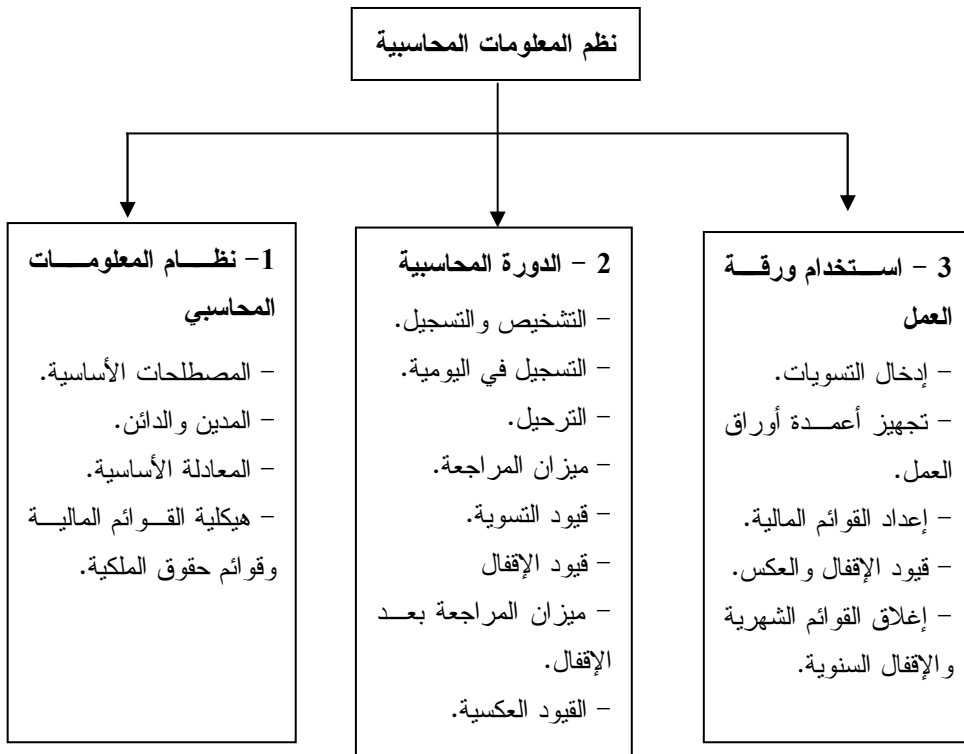 نظم المعلومات المحاسبية
1- نظام المعلومات
المحاسبي
- المصطلحات الأساسية.
- المدين والدائن.
- المعادلة الأساسية.
- هيكلية القوائم المالية
وقوائم حقوق الملكية.
2 - الدورة المحاسبية
- التشخيص والتسجيل.
- التسجيل في اليومية.
- الترحيل.
- ميزان المراجعة.
- قيود التسوية.
- قيود الإقفال
- ميزان المراجعة بعد
الإقفال.
- القيود العكسية.
3 - استخدام ورقة
العمل
- إدخال التسويات.
- تجهيز أعمدة أوراق
العمل.
- إعداد القوائم المالية.
- قيود الإقفال والعكس.
- إغلاق القوائم الشهرية
والإقفال السنوية.